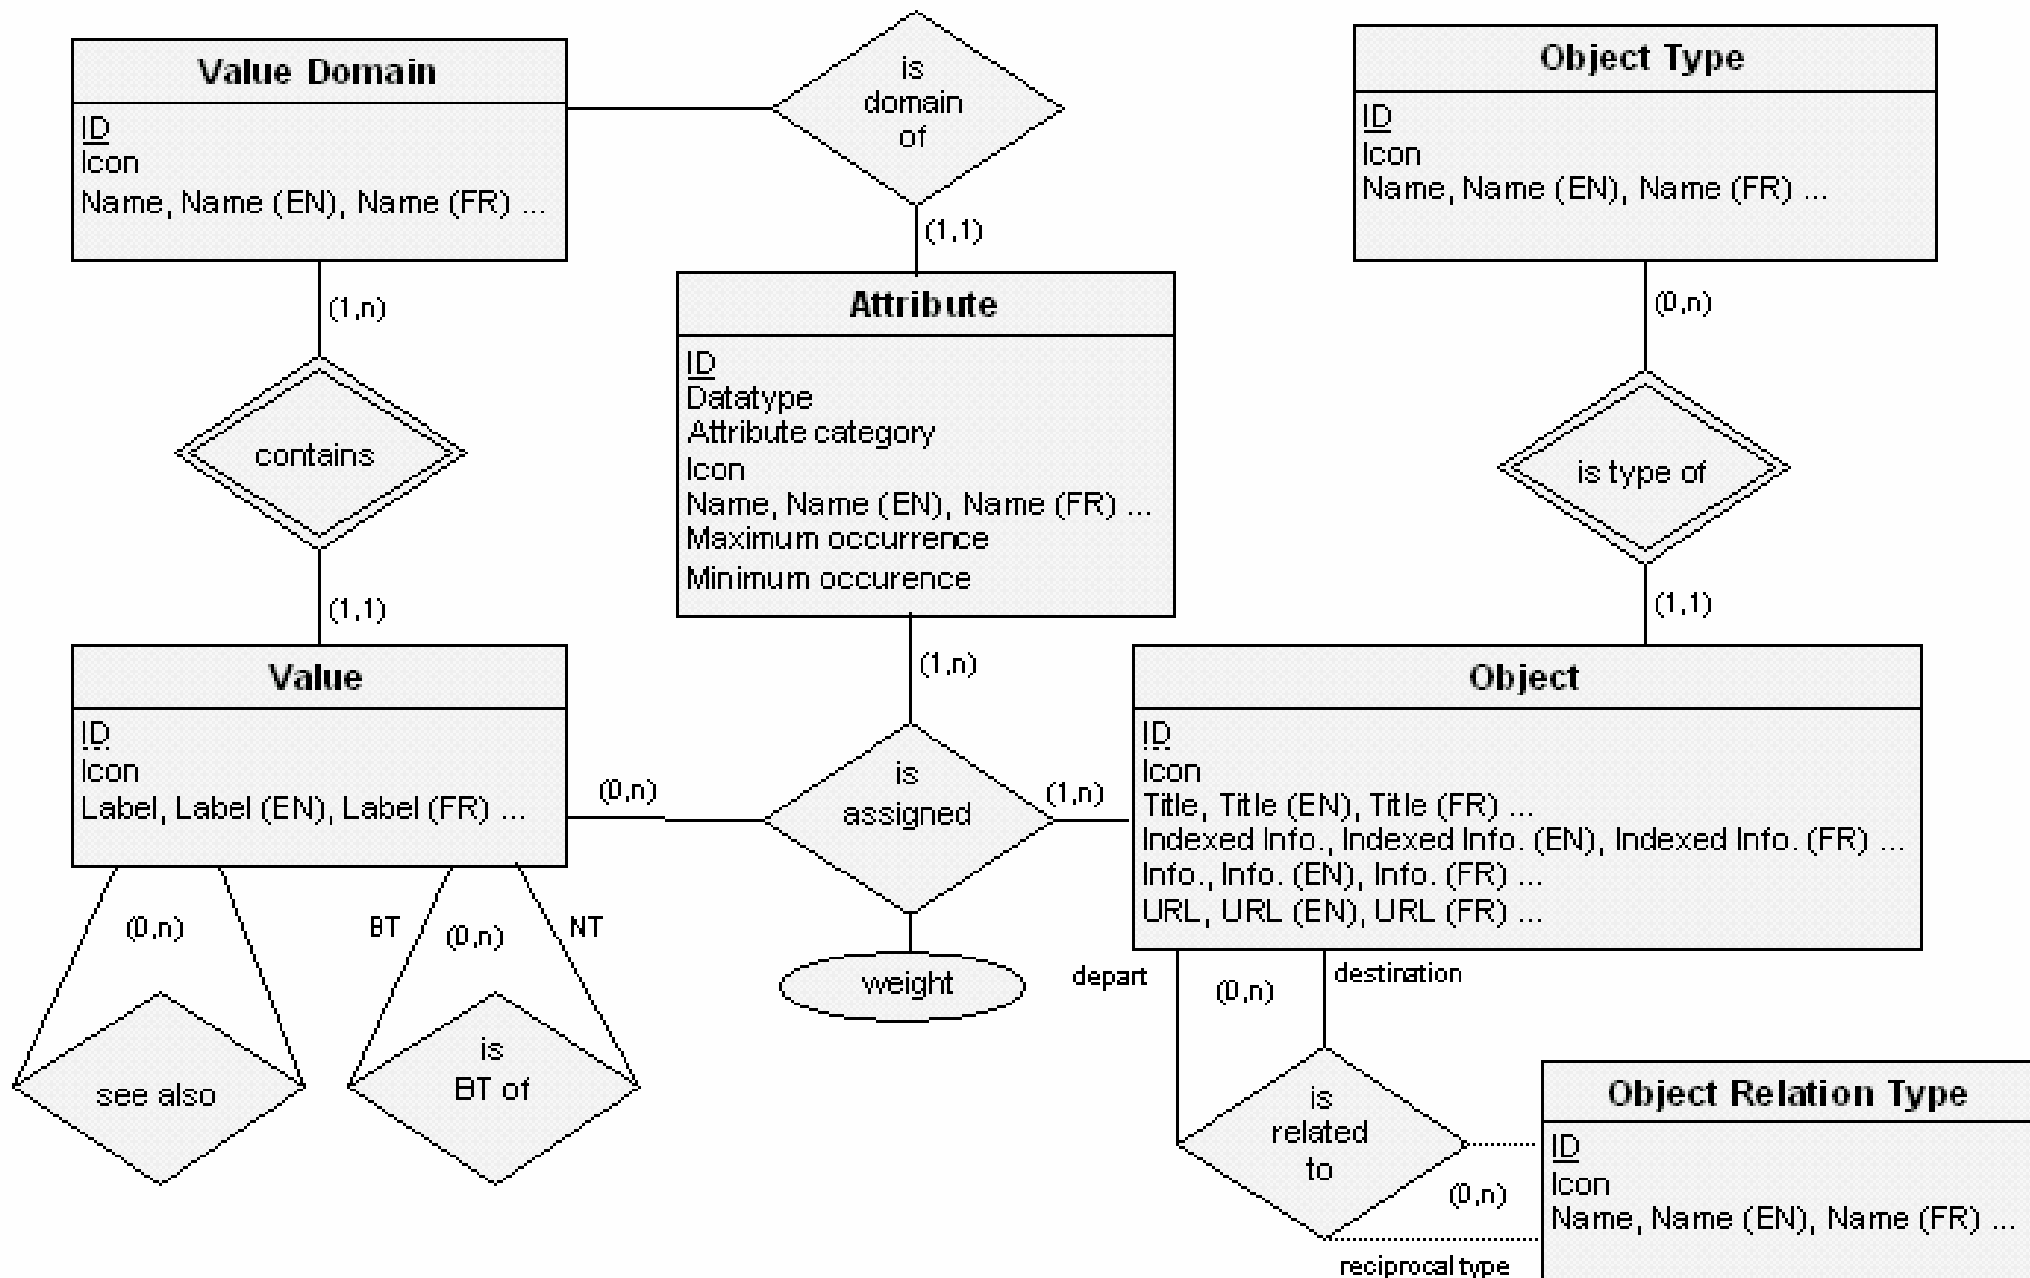 Value Domain
ID
Icon
Name, Name (EN), Name (FR) ...
is
domain
of
(1,1)
Object Type
ID
Icon
Name, Name (EN), Name (FR) ...
(1,n)
contains
(1,1)
Attribute
ID
Datatype
Attribute category
Icon
Name, Name (EN), Name (FR) ...
Maximum occurrence
Minimum occurence
(0,n)
is type of
(1,1)
Value
ID
Icon
Label, Label (EN), Label (FR) ...
(0,n)
(1,n)
is
assigned
(1,n)
weight
Object
ID
Icon
Title, Title (EN), Title (FR) ...
Indexed Info., Indexed Info. (EN), Indexed Info. (FR) ...
Info., Info. (EN), Info. (FR) ...
URL, URL (EN), URL (FR) ...
(0,n)
see also
BT
(0,n)
NT
is
BT of
depart
(0,n)
destination
is
related
to
(0,n)
reciprocal type
Object Relation Type
ID
Icon
Name, Name (EN), Name (FR) ...